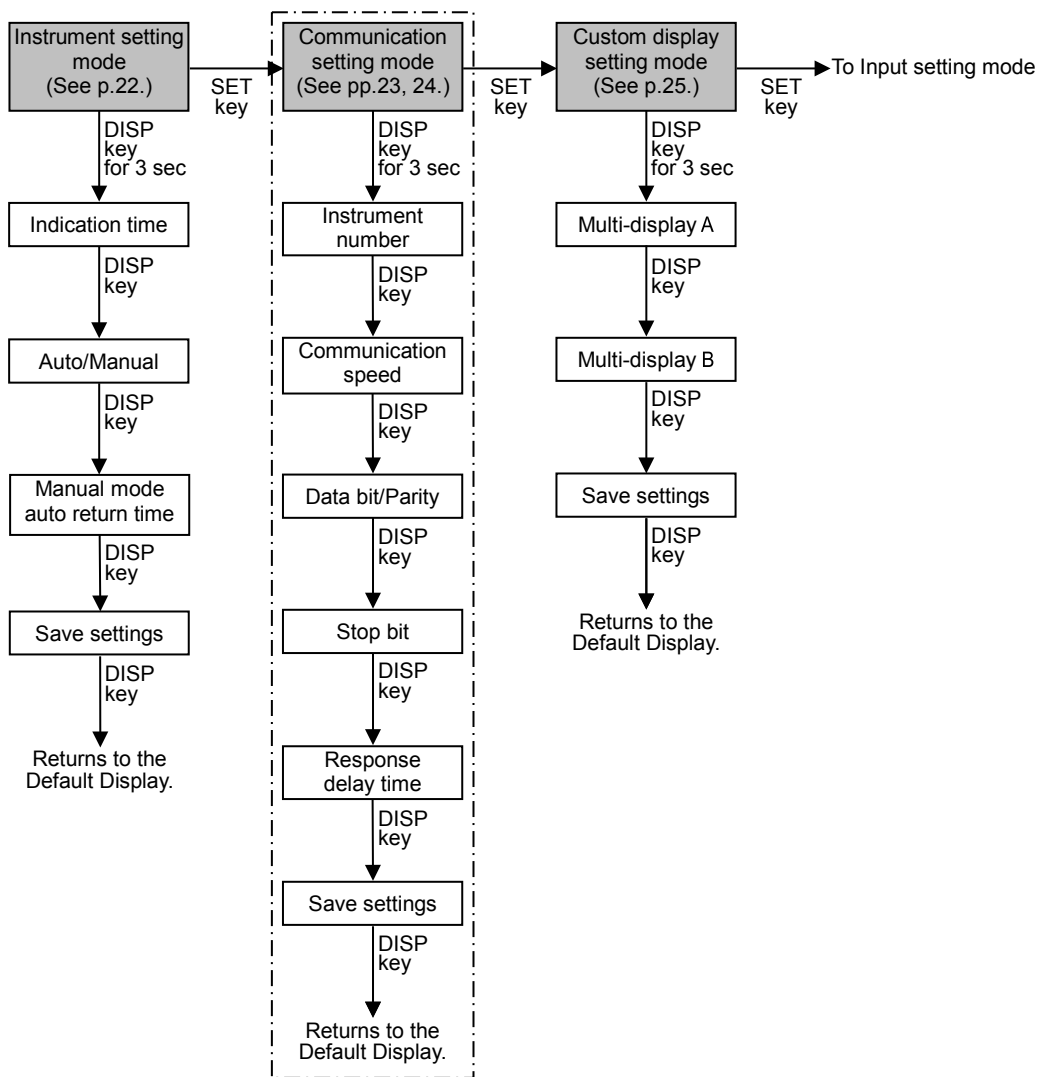 Instrument setting
mode
(See p.22.)
SET
key
DISP
key
for 3 sec
Indication time
DISP
key
Auto/Manual
DISP
key
Manual mode
auto return time
DISP
key
Save settings
DISP
key
Returns to the
Default Display.
Communication
setting mode
(See pp.23, 24.)
SET
key
DISP
key
for 3 sec
Instrument
number
DISP
key
Communication
speed
DISP
key
Data bit/Parity
DISP
key
Stop bit
DISP
key
Response
delay time
DISP
key
Save settings
DISP
key
Returns to the
Default Display.
Custom display
setting mode
(See p.25.)
SET
key
To Input setting mode
DISP
key
for 3 sec
Multi-display A
DISP
key
Multi-display B
DISP
key
Save settings
DISP
key
Returns to the
Default Display.